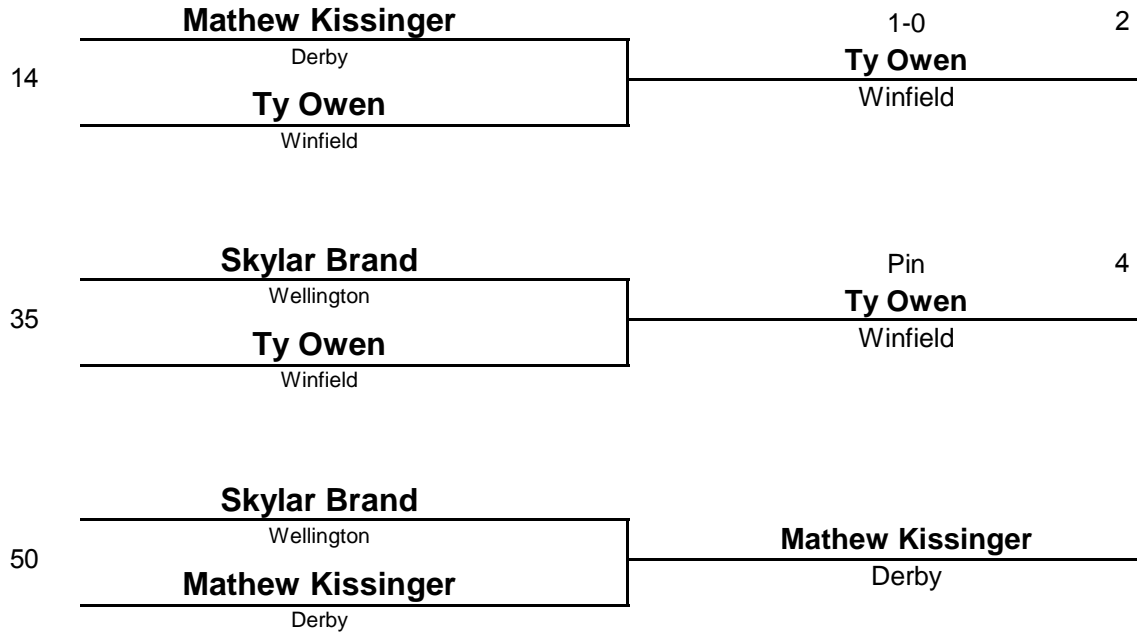 Mathew Kissinger
1-0 2
Derby
Ty Owen
14
Ty Owen
Winfield
Winfield
Skylar Brand
Pin 4
Wellington
Ty Owen
35
Ty Owen
Winfield
Winfield
Skylar Brand
Wellington
Mathew Kissinger
50
Mathew Kissinger
Derby
Derby